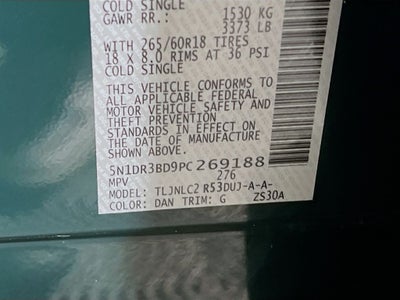 COLD SINGLE
GAWR RR.: 1530 KG
3373 LB
WITH 265/60R18 TIRES
18 x 8.0 RIMS AT 36 PSI
COLD SINGLE
THIS VEHICLE CONFORMS TO
ALL APPLICABLE FEDERAL
MOTOR VEHICLE SAFETY AND
THEFT PREVENTION
STANDARDS IN EFFECT ON
THE DATE OF MANUFACTURE
SHOWN ABOVE.
5N1DR3BD9PC269188
MPV 276
MODEL: TLJNLC2 R53DUJ-A-A-
COLOR: DAN TRIM: G ZS30A